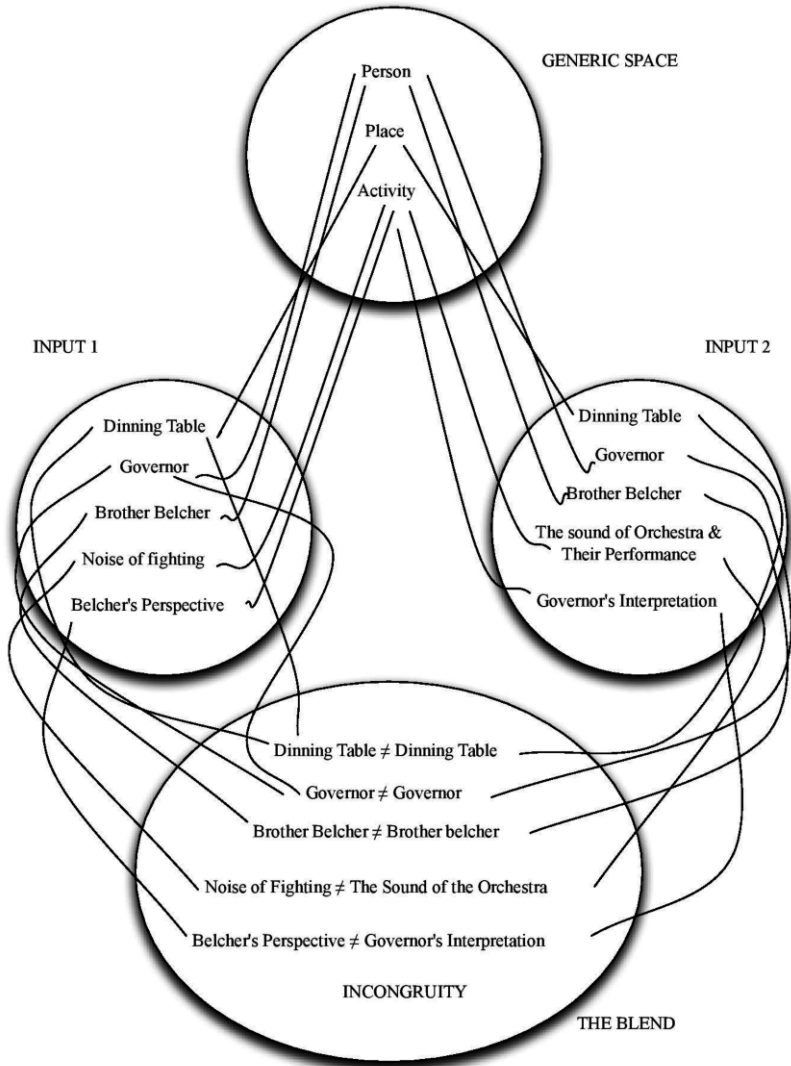 GENERIC SPACE
Person
Place
Activity
INPUT 1
INPUT 2
Dinning Table
Governor
Brother Belcher
Noise of fighting
Belcher's Perspective
Dinning Table
Governor
Brother Belcher
The sound of Orchestra &
Their Performance
Governor's Interpretation
Dinning Table ≠ Dinning Table
Governor ≠ Governor
Brother Belcher ≠ Brother belcher
Noise of Fighting ≠ The Sound of the Orchestra
Belcher's Perspective ≠ Governor's Interpretation
INCONGRUITY
THE BLEND